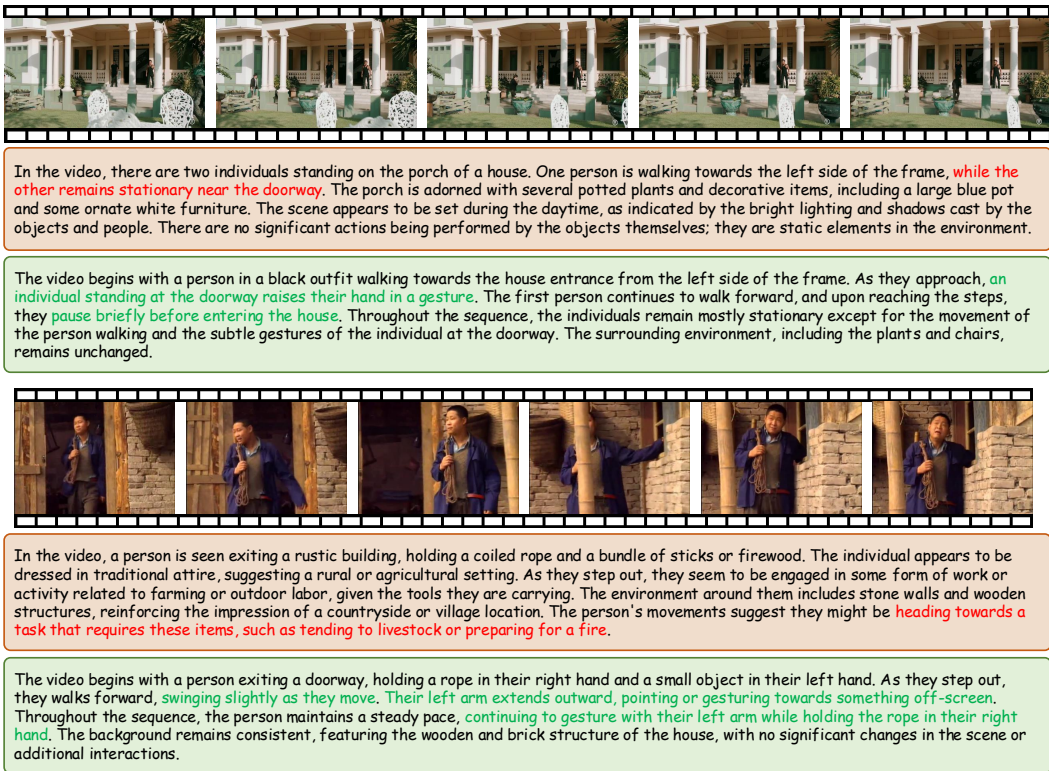 In the video, there are two individuals standing on the porch of a house. One person is walking towards the left side of the frame, while the
other remains stationary near the doorway. The porch is adorned with several potted plants and decorative items, including a large blue pot
and some ornate white furniture. The scene appears to be set during the daytime, as indicated by the bright lighting and shadows cast by the
objects and people. There are no significant actions being performed by the objects themselves; they are static elements in the environment.
The video begins with a person in a black outfit walking towards the house entrance from the left side of the frame. As they approach, an
individual standing at the doorway raises their hand in a gesture. The first person continues to walk forward, and upon reaching the steps,
they pause briefly before entering the house. Throughout the sequence, the individuals remain mostly stationary except for the movement of
the person walking and the subtle gestures of the individual at the doorway. The surrounding environment, including the plants and chairs,
remains unchanged.
In the video, a person is seen exiting a rustic building, holding a coiled rope and a bundle of sticks or firewood. The individual appears to be
dressed in traditional attire, suggesting a rural or agricultural setting. As they step out, they seem to be engaged in some form of work or
activity related to farming or outdoor labor, given the tools they are carrying. The environment around them includes stone walls and wooden
structures, reinforcing the impression of a countryside or village location. The person's movements suggest they might be heading towards a
task that requires these items, such as tending to livestock or preparing for a fire.
The video begins with a person exiting a doorway, holding a rope in their right hand and a small object in their left hand. As they step out,
they walks forward, swinging slightly as they move. Their left arm extends outward, pointing or gesturing towards something off-screen.
Throughout the sequence, the person maintains a steady pace, continuing to gesture with their left arm while holding the rope in their right
hand. The background remains consistent, featuring the wooden and brick structure of the house, with no significant changes in the scene or
additional interactions.